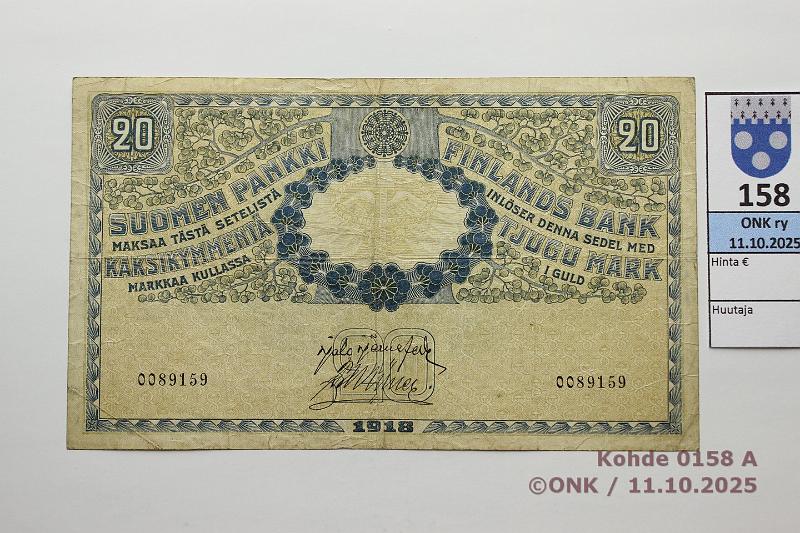 20
20
SUOMEN PANKKI
MAKSAA TÄSTÄ SETELISTÄ
KAKSIKYMMENTÄ
MARKKAA KULLASSA
FINLANDS BANK
INLÖSER DENNA SEDEL MED
TJUGU MARK
I GULD
20
0089159
0089159
1918
158
ONK ry
11.10.2025
Hinta €
Huutaja
Kohde 0158 A
©ONK / 11.10.2025